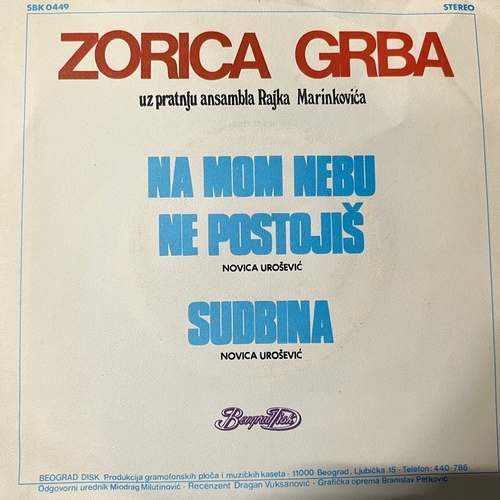 SBK 0449 STEREO
ZORICA GRBA
uz pratnju ansambla Rajka Marinkovića
NA MOM NEBU
NE POSTOJIŠ
NOVICA UROŠEVIĆ
SUDBINA
NOVICA UROŠEVIĆ
Beograd Disk
BEOGRAD DISK Produkcija gramofonskih ploča i muzičkih kaseta - 11000 Beograd, Ljubička 15 - Telefon: 440 786
Odgovorni urednik Miodrag Milutinović - Recenzent Dragan Vuksanović - Grafička oprema Branislav Petković